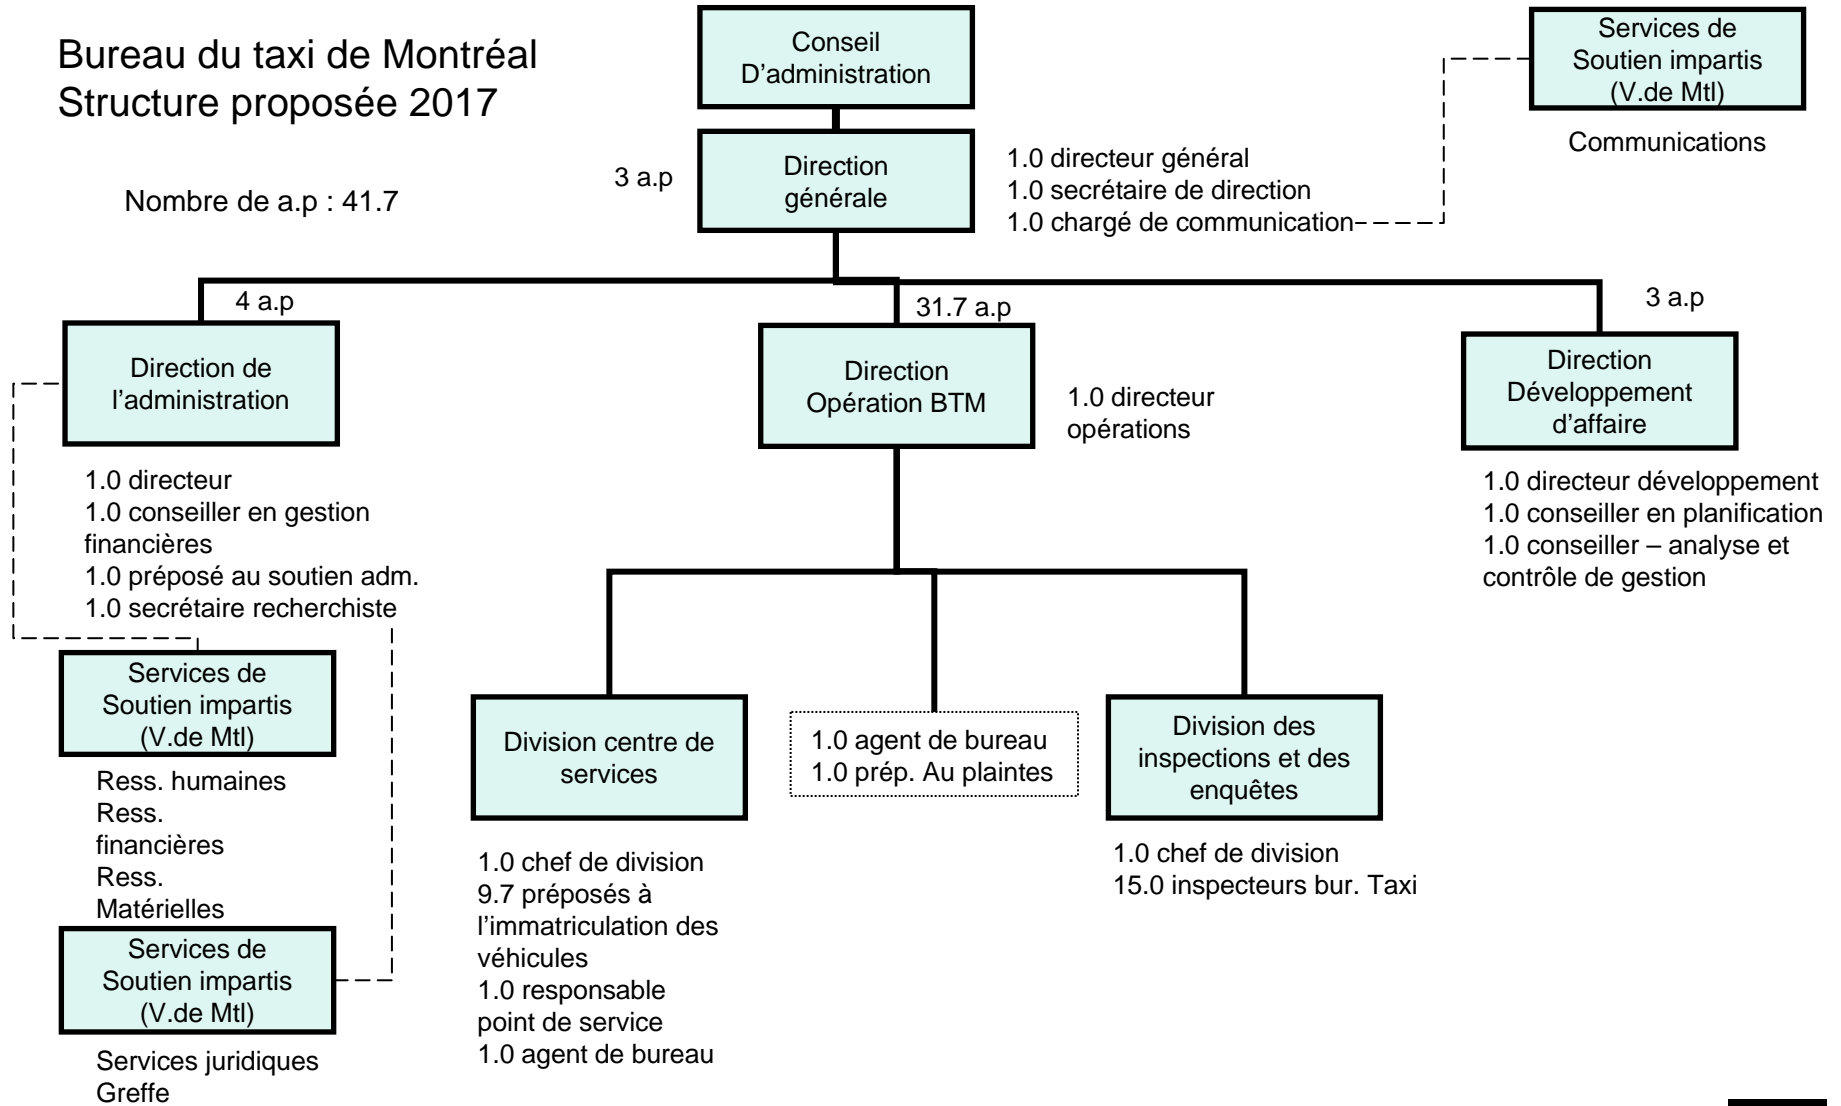 Bureau du taxi de Montréal
Structure proposée 2017
Nombre de a.p : 41.7
Conseil
D’administration
3 a.p
Direction
générale
1.0 directeur général
1.0 secrétaire de direction
1.0 chargé de communication
Services de
Soutien impartis
(V.de Mtl)
Communications
4 a.p
Direction de
l’administration
1.0 directeur
1.0 conseiller en gestion
financières
1.0 préposé au soutien adm.
1.0 secrétaire recherchiste
Services de
Soutien impartis
(V.de Mtl)
Ress. humaines
Ress.
financières
Ress.
Matérielles
Services de
Soutien impartis
(V.de Mtl)
Services juridiques
Greffe
31.7 a.p
Direction
Opération BTM
1.0 directeur
opérations
Division centre de
services
1.0 chef de division
9.7 préposés à
l’immatriculation des
véhicules
1.0 responsable
point de service
1.0 agent de bureau
1.0 agent de bureau
1.0 prép. Au plaintes
Division des
inspections et des
enquêtes
1.0 chef de division
15.0 inspecteurs bur. Taxi
3 a.p
Direction
Développement
d’affaire
1.0 directeur développement
1.0 conseiller en planification
1.0 conseiller – analyse et
contrôle de gestion